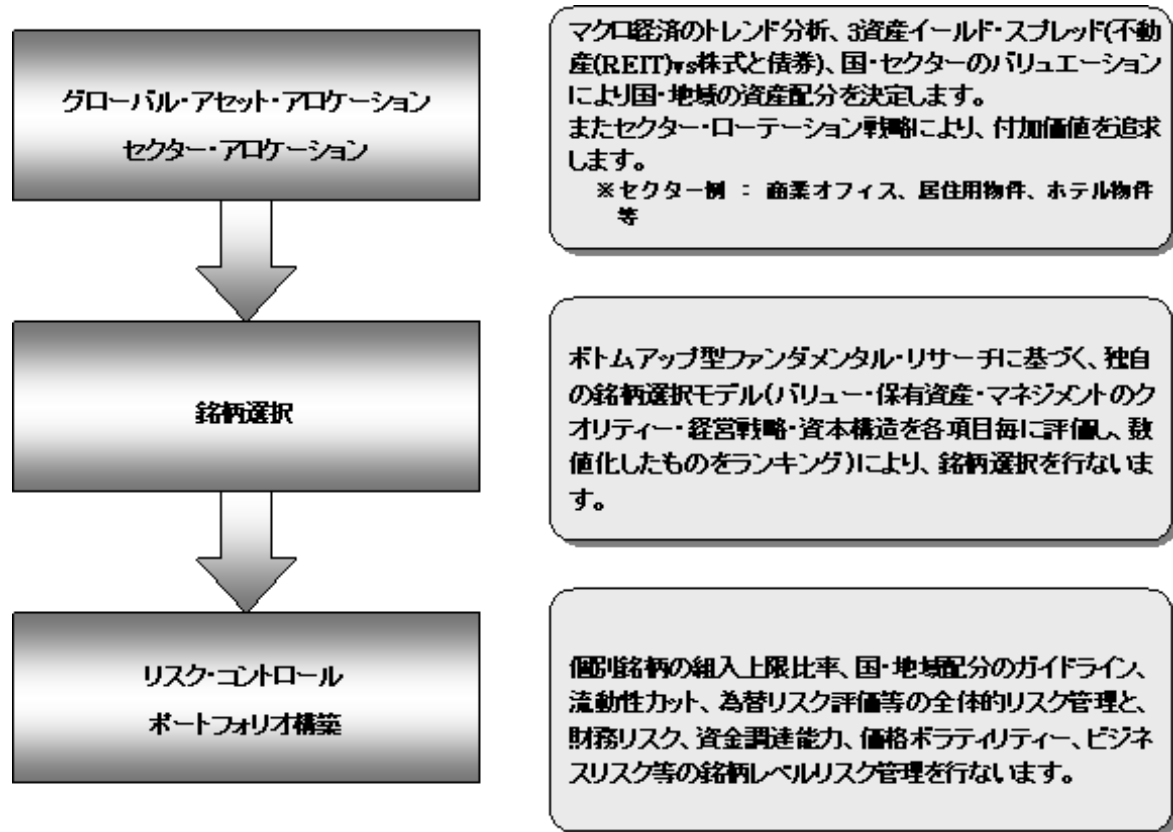 グローバル・アセット・アロケーション
セクター・アロケーション
マクロ経済のトレンド分析、3資産イールド・スプレッド(不動
産(REIT)vs株式と債券)、国・セクターのバリュエーション
により国・地域の資産配分を決定します。
またセクター・ローテーション戦略により、付加価値を追求
します。
※セクター例 : 商業オフィス、居住用物件、ホテル物件
等
銘柄選択
ボトムアップ型ファンダメンタル・リサーチに基づく、独自
の銘柄選択モデル(バリュー・保有資産・マネジメントのク
オリティー・経営戦略・資本構造を各項目毎に評価し、数
値化したものをランキング)により、銘柄選択を行ないま
す。
リスク・コントロール
ポートフォリオ構築
個別銘柄の組入上限比率、国・地域配分のガイドライン、
流動性カット、為替リスク評価等の全体的リスク管理と、
財務リスク、資金調達能力、価格ボラティリティー、ビジネ
スリスク等の銘柄レベルリスク管理を行ないます。